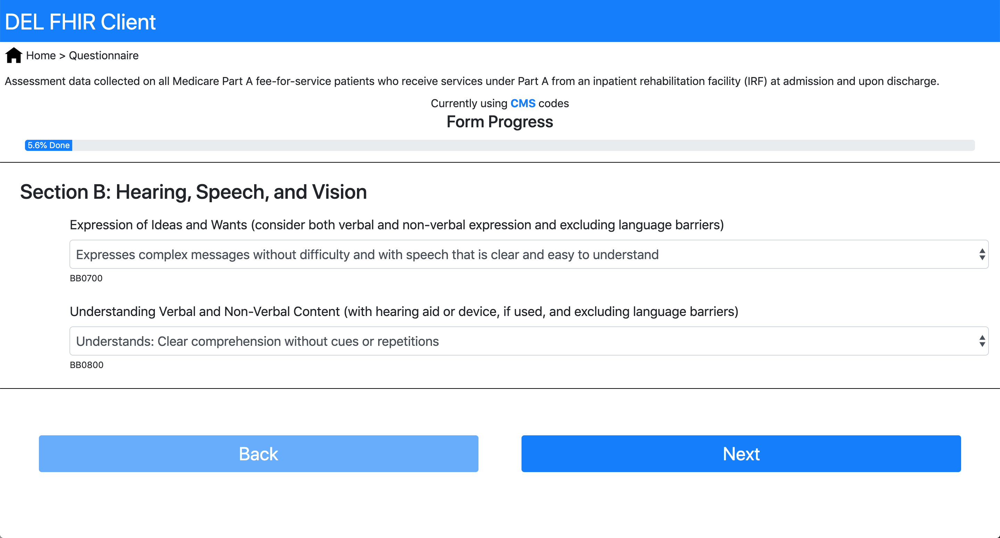 DEL FHIR Client
Home > Questionnaire
Assessment data collected on all Medicare Part A fee-for-service patients who receive services under Part A from an inpatient rehabilitation facility (IRF) at admission and upon discharge.
Currently using CMS codes
Form Progress
5.6% Done
Section B: Hearing, Speech, and Vision
Expression of Ideas and Wants (consider both verbal and non-verbal expression and excluding language barriers)
Expresses complex messages without difficulty and with speech that is clear and easy to understand
BB0700
Understanding Verbal and Non-Verbal Content (with hearing aid or device, if used, and excluding language barriers)
Understands: Clear comprehension without cues or repetitions
BB0800
Back
Next